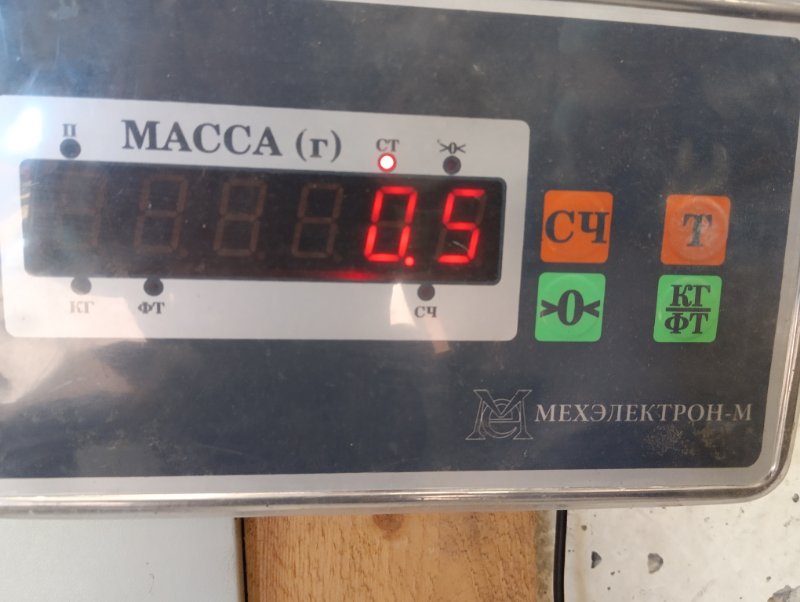 П
МАССА (г)
СТ
>0<
0.5
КГ
ФТ
СЧ
СЧ
Т
>0<
КГ
ФТ
МЕХЭЛЕКТРОН-М